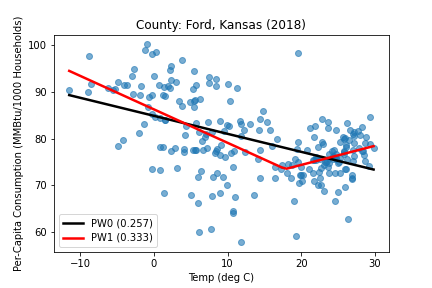 County: Ford, Kansas (2018)
Per-Capita Consumption (MMBtu/1000 Households)
100
90
80
70
60
PW0 (0.257)
PW1 (0.333)
−10 0 10 20 30
Temp (deg C)